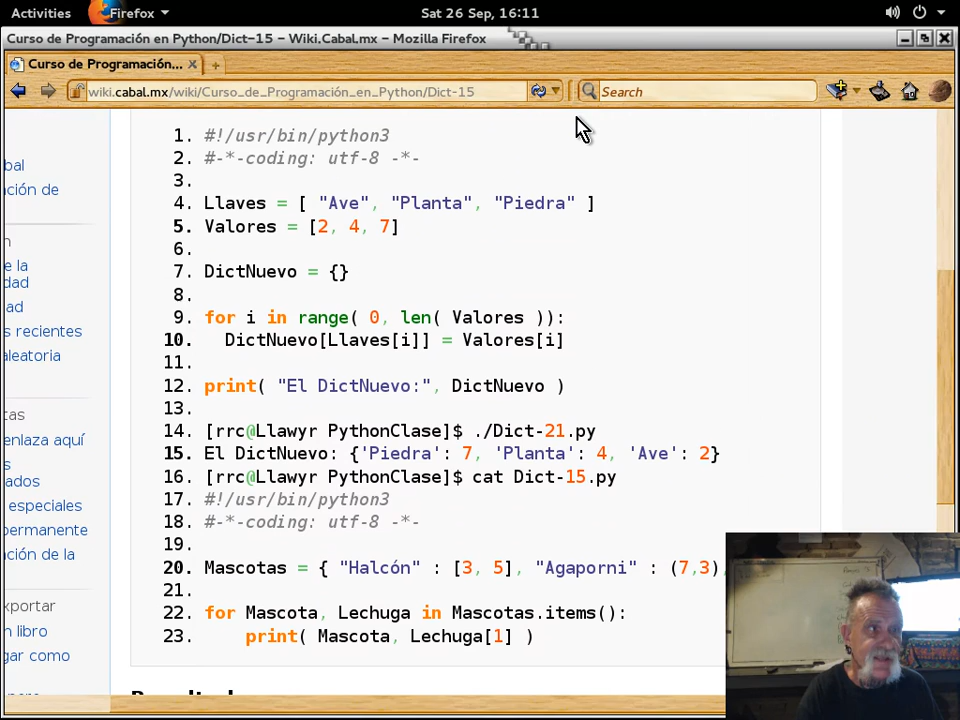 Activities Firefox Sat 26 Sep, 16:11
Curso de Programación en Python/Dict-15 - Wiki.Cabal.mx - Mozilla Firefox
Curso de Programación...
wiki.cabal.mx/wiki/Curso_de_Programación_en_Python/Dict-15 Search
1. #!/usr/bin/python3
2. #-*-coding: utf-8 -*-
3.
4. Llaves = [ "Ave", "Planta", "Piedra" ]
5. Valores = [2, 4, 7]
6.
7. DictNuevo = {}
8.
9. for i in range( 0, len( Valores )):
10. DictNuevo[Llaves[i]] = Valores[i]
11.
12. print( "El DictNuevo:", DictNuevo )
13.
14. [rrc@Llawyr PythonClase]$ ./Dict-21.py
15. El DictNuevo: {'Piedra': 7, 'Planta': 4, 'Ave': 2}
16. [rrc@Llawyr PythonClase]$ cat Dict-15.py
17. #!/usr/bin/python3
18. #-*-coding: utf-8 -*-
19.
20. Mascotas = { "Halcón" : [3, 5], "Agaporni" : (7,3),
21.
22. for Mascota, Lechuga in Mascotas.items():
23. print( Mascota, Lechuga[1] )
bal
ción de
n
e la
dad
ad
s recientes
aleatoria
tas
enlaza aquí
s
ados
especiales
permanente
ón de la
xportar
n libro
gar como